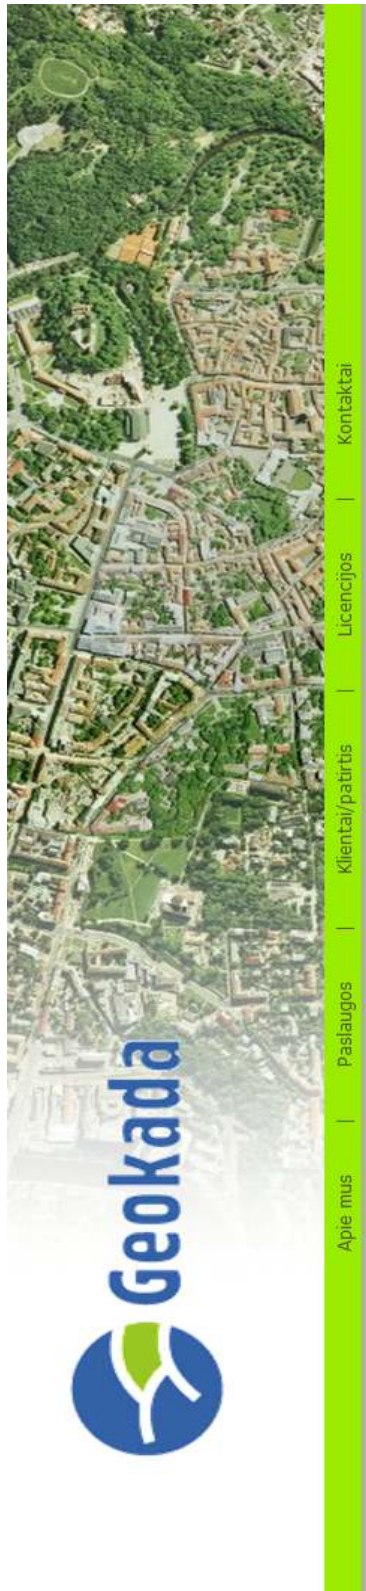 Geokada
Apie mus | Paslaugos | Klientai/patirtis | Licencijos | Kontaktai